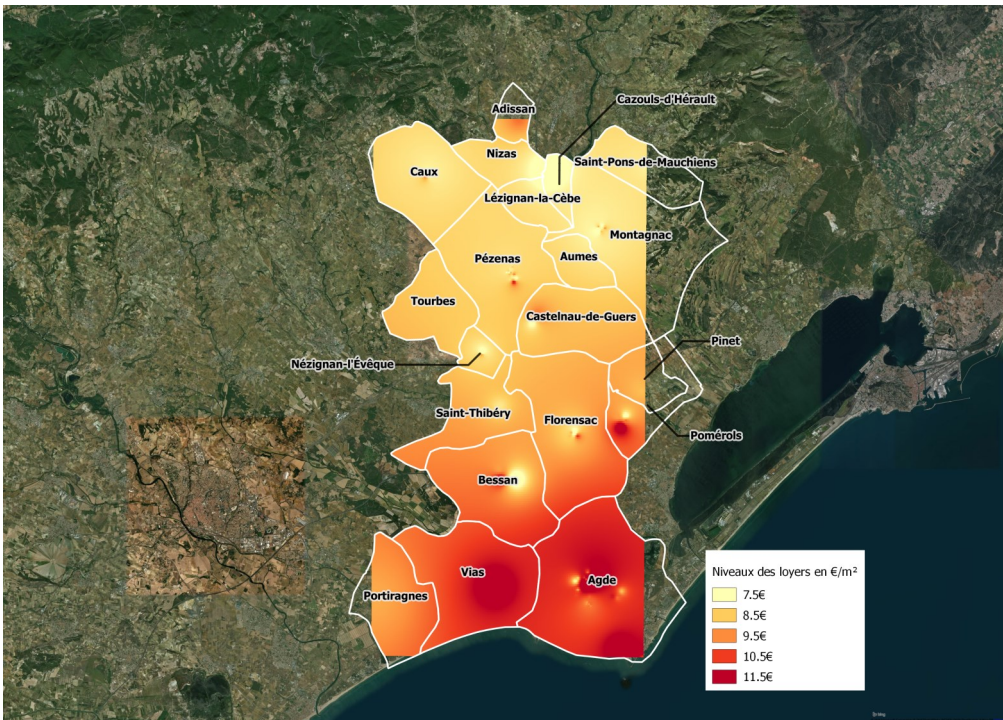 Cazouls-d'Hérault
Adissan
Nizas
Saint-Pons-de-Mauchiens
Caux
Lézignan-la-Cèbe
Montagnac
Pézenas
Aumes
Tourbes
Castelnau-de-Guers
Pinet
Nézignan-l'Évêque
Saint-Thibéry
Florensac
Pomérols
Bessan
Vias
Agde
Portiragnes
Niveaux des loyers en €/m²
7.5€
8.5€
9.5€
10.5€
11.5€